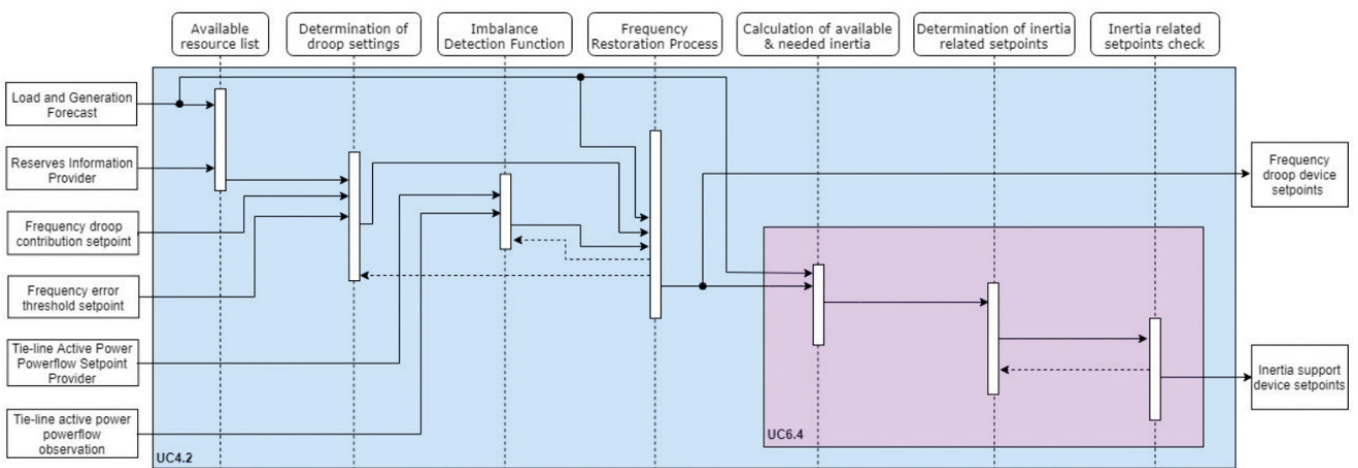 Available
resource list
Determination of
droop settings
Imbalance
Detection Function
Frequency
Restoration Process
Calculation of available
& needed inertia
Determination of inertia
related setpoints
Inertia related
setpoints check
Load and Generation
Forecast
Reserves Information
Provider
Frequency droop
contribution setpoint
Frequency error
threshold setpoint
Tie-line Active Power
Powerflow Setpoint
Provider
Tie-line active power
powerflow
observation
Frequency
droop device
setpoints
Inertia support
device setpoints
UC6.4
UC4.2